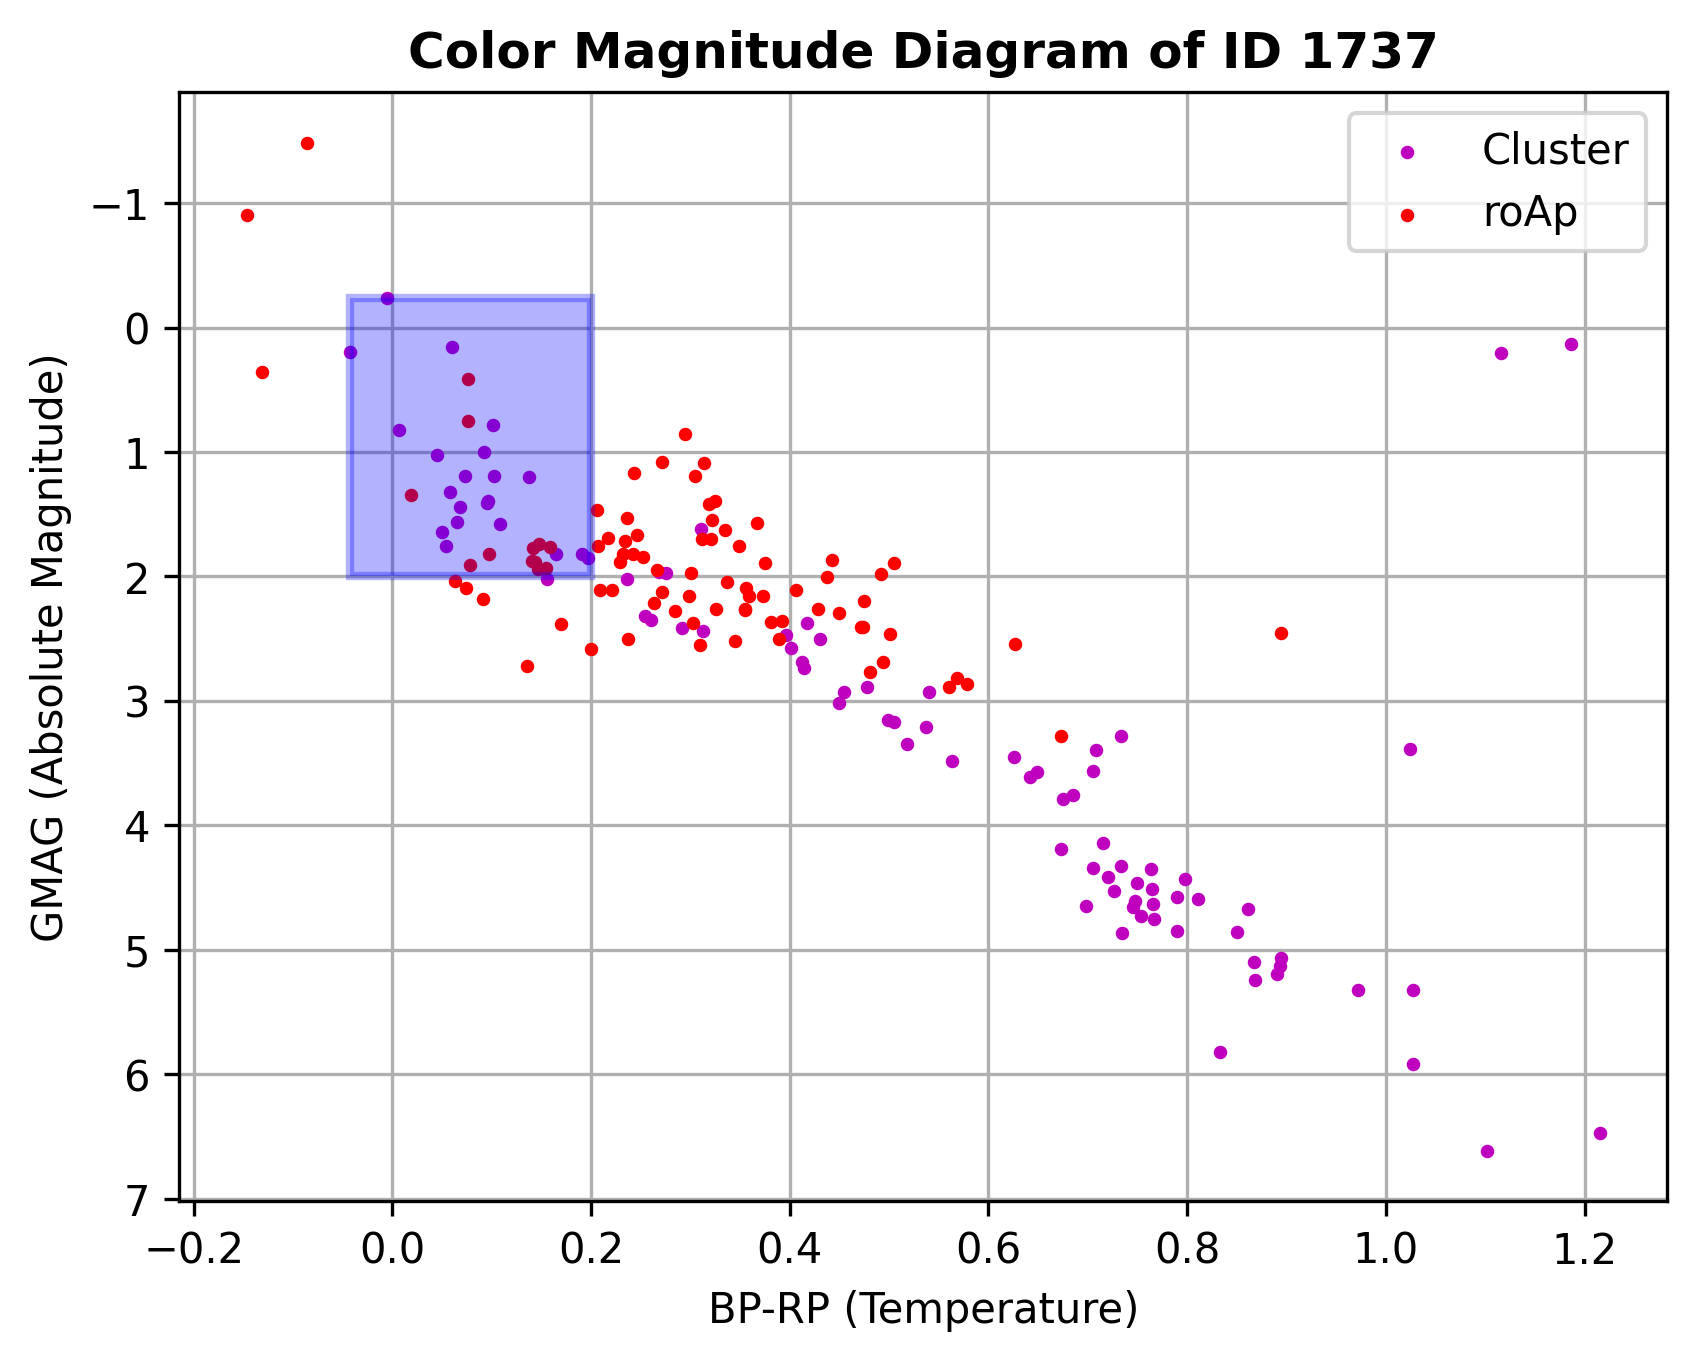 Color Magnitude Diagram of ID 1737
Cluster
roAp
−1
0
1
2
3
4
5
6
7
GMAG (Absolute Magnitude)
−0.2 0.0 0.2 0.4 0.6 0.8 1.0 1.2
BP-RP (Temperature)